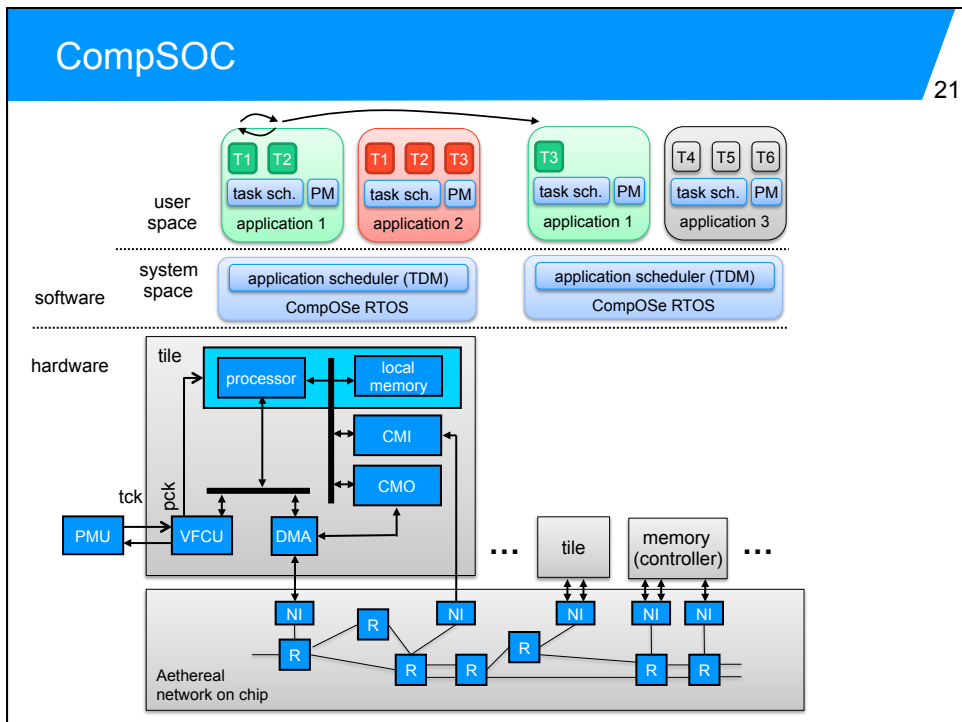 CompSOC
21
T1 T2
task sch. PM
application 1
T1 T2 T3
task sch. PM
application 2
T3
task sch. PM
application 1
T4 T5 T6
task sch. PM
application 3
user
space
system
space
software
application scheduler (TDM)
CompOSe RTOS
application scheduler (TDM)
CompOSe RTOS
hardware
tile
processor
local
memory
CMI
CMO
tck
pck
PMU
VFCU
DMA
...
tile
memory
(controller)
...
NI
NI
NI
NI
NI
R
R
R
R
R
R
R
Aethereal
network on chip